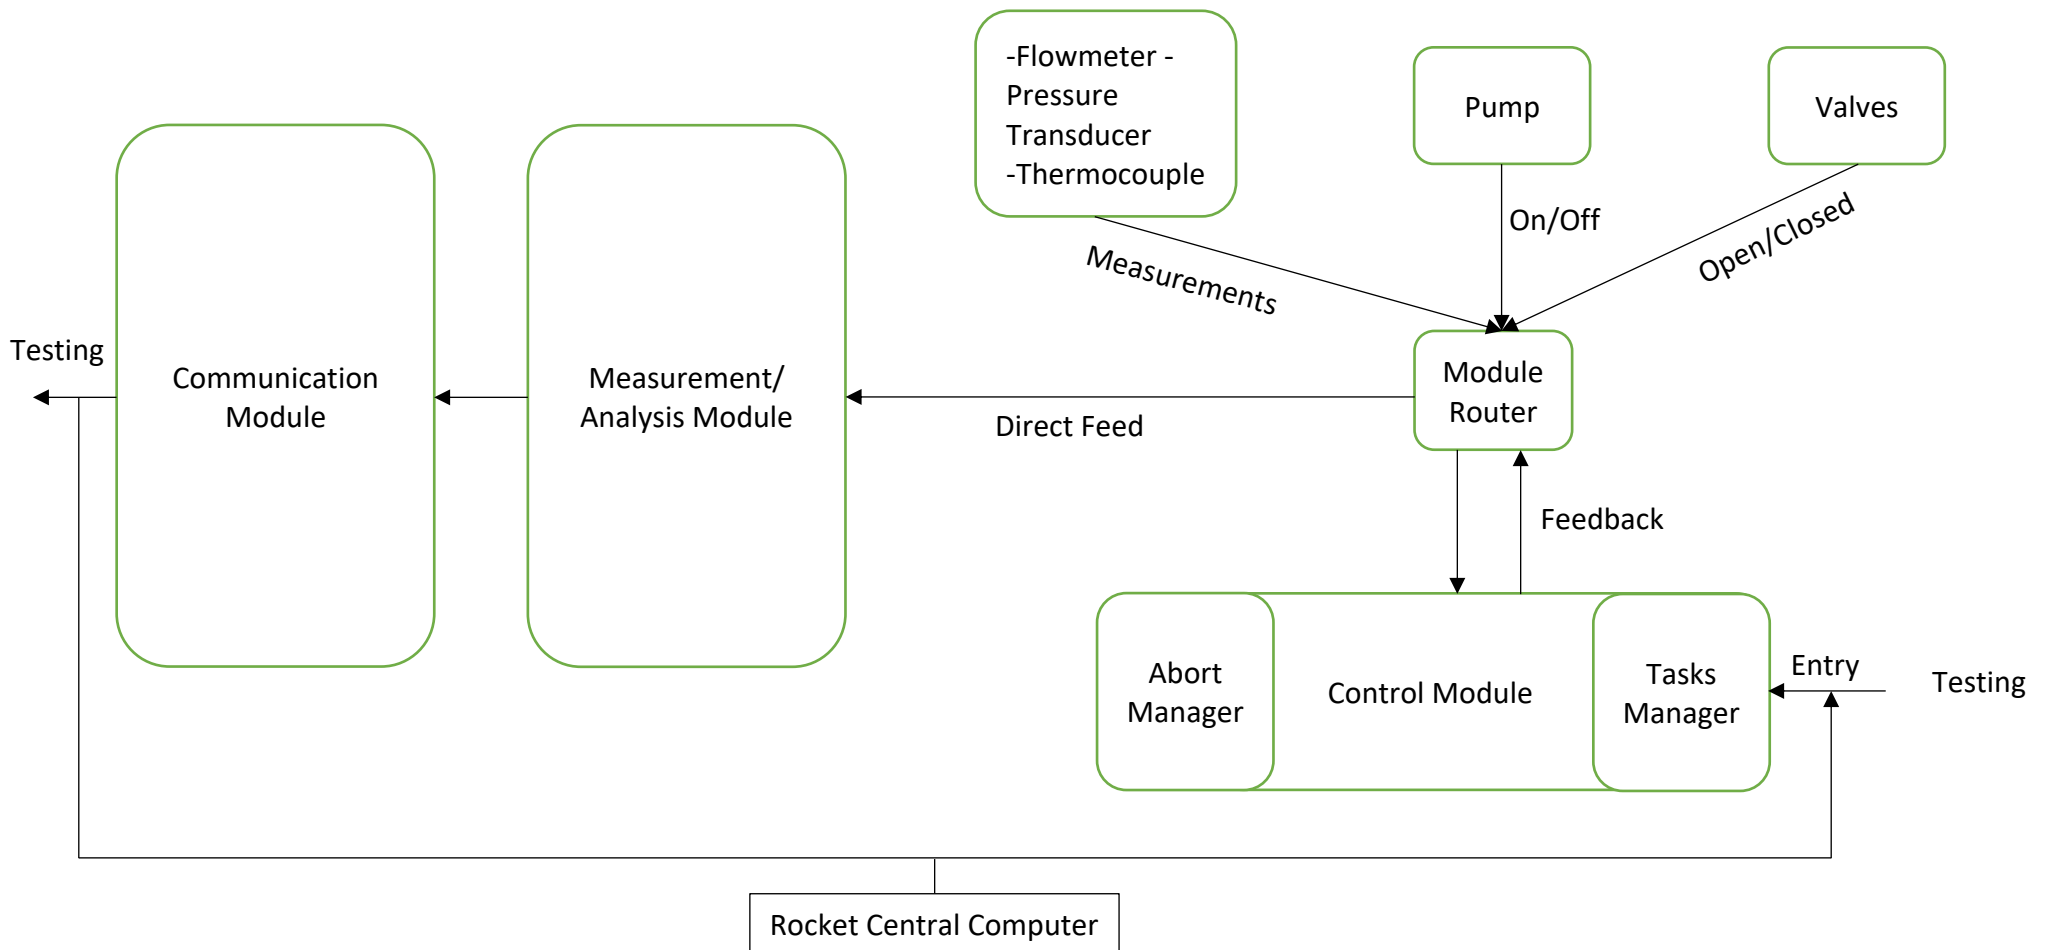 -Flowmeter -
Pressure
Transducer
-Thermocouple
Pump
Valves
On/Off
Open/Closed
Measurements
Testing
Communication
Module
Measurement/
Analysis Module
Direct Feed
Module
Router
Feedback
Abort
Manager
Control Module
Tasks
Manager
Entry
Testing
Rocket Central Computer